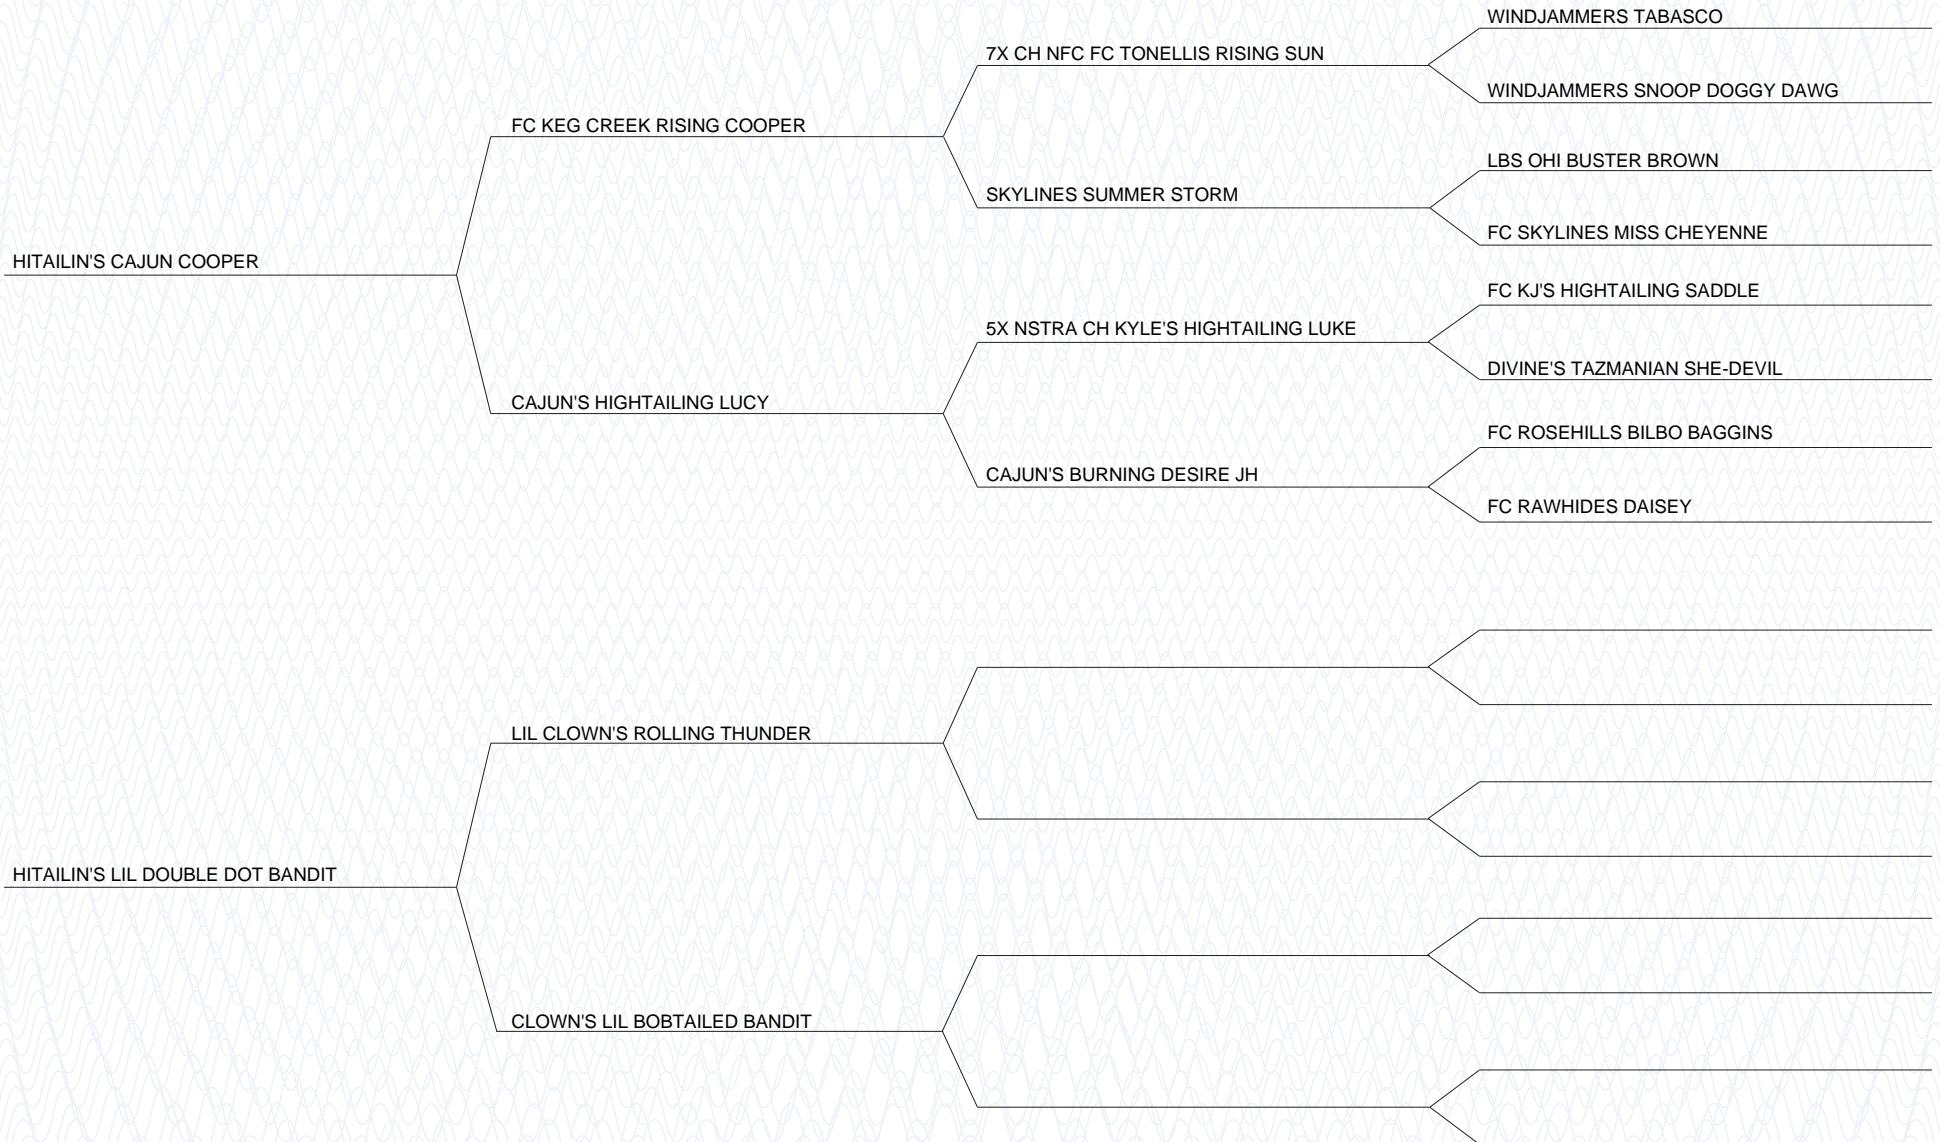 WINDJAMMERS TABASCO
7X CH NFC FC TONELLIS RISING SUN
WINDJAMMERS SNOOP DOGGY DAWG
FC KEG CREEK RISING COOPER
LBS OHI BUSTER BROWN
SKYLINES SUMMER STORM
FC SKYLINES MISS CHEYENNE
HITAILIN'S CAJUN COOPER
FC KJ'S HIGHTAILING SADDLE
5X NSTRA CH KYLE'S HIGHTAILING LUKE
DIVINE'S TAZMANIAN SHE-DEVIL
CAJUN'S HIGHTAILING LUCY
FC ROSEHILLS BILBO BAGGINS
CAJUN'S BURNING DESIRE JH
FC RAWHIDES DAISEY
LIL CLOWN'S ROLLING THUNDER
HITAILIN'S LIL DOUBLE DOT BANDIT
CLOWN'S LIL BOBTAILED BANDIT